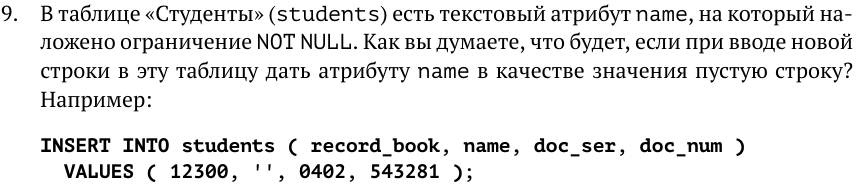 9. В таблице «Студенты» (students) есть текстовый атрибут name, на который на-
ложено ограничение NOT NULL. Как вы думаете, что будет, если при вводе новой
строки в эту таблицу дать атрибуту name в качестве значения пустую строку?
Например:
INSERT INTO students ( record_book, name, doc_ser, doc_num )
VALUES ( 12300, '', 0402, 543281 );